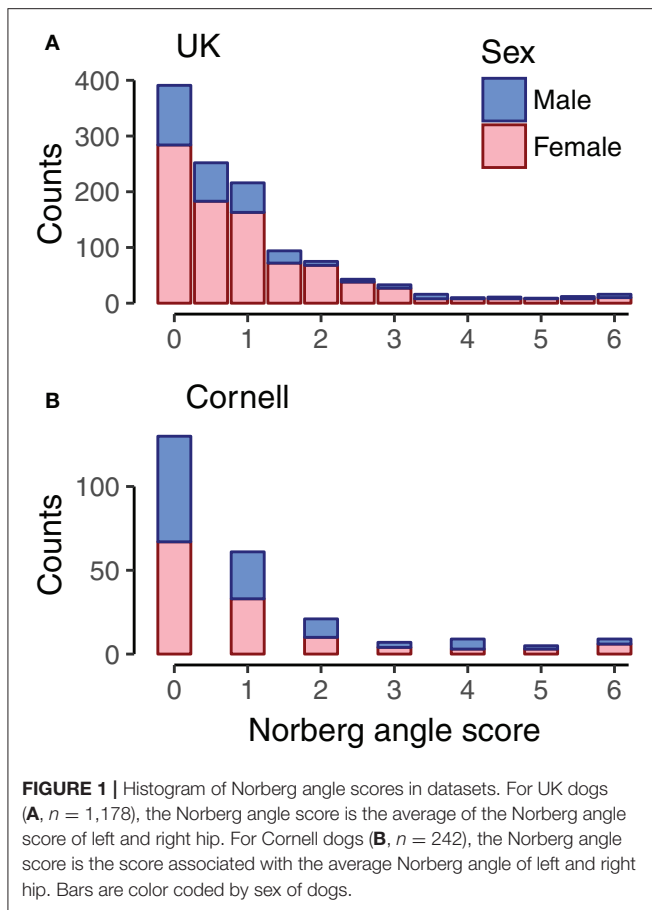 A
UK
Sex
Male
Female
400
300
200
100
0
Counts
0 1 2 3 4 5 6
B
Cornell
100
50
0
Counts
0 1 2 3 4 5 6
Norberg angle score
FIGURE 1 | Histogram of Norberg angle scores in datasets. For UK dogs
(A, n = 1,178), the Norberg angle score is the average of the Norberg angle
score of left and right hip. For Cornell dogs (B, n = 242), the Norberg angle
score is the score associated with the average Norberg angle of left and right
hip. Bars are color coded by sex of dogs.